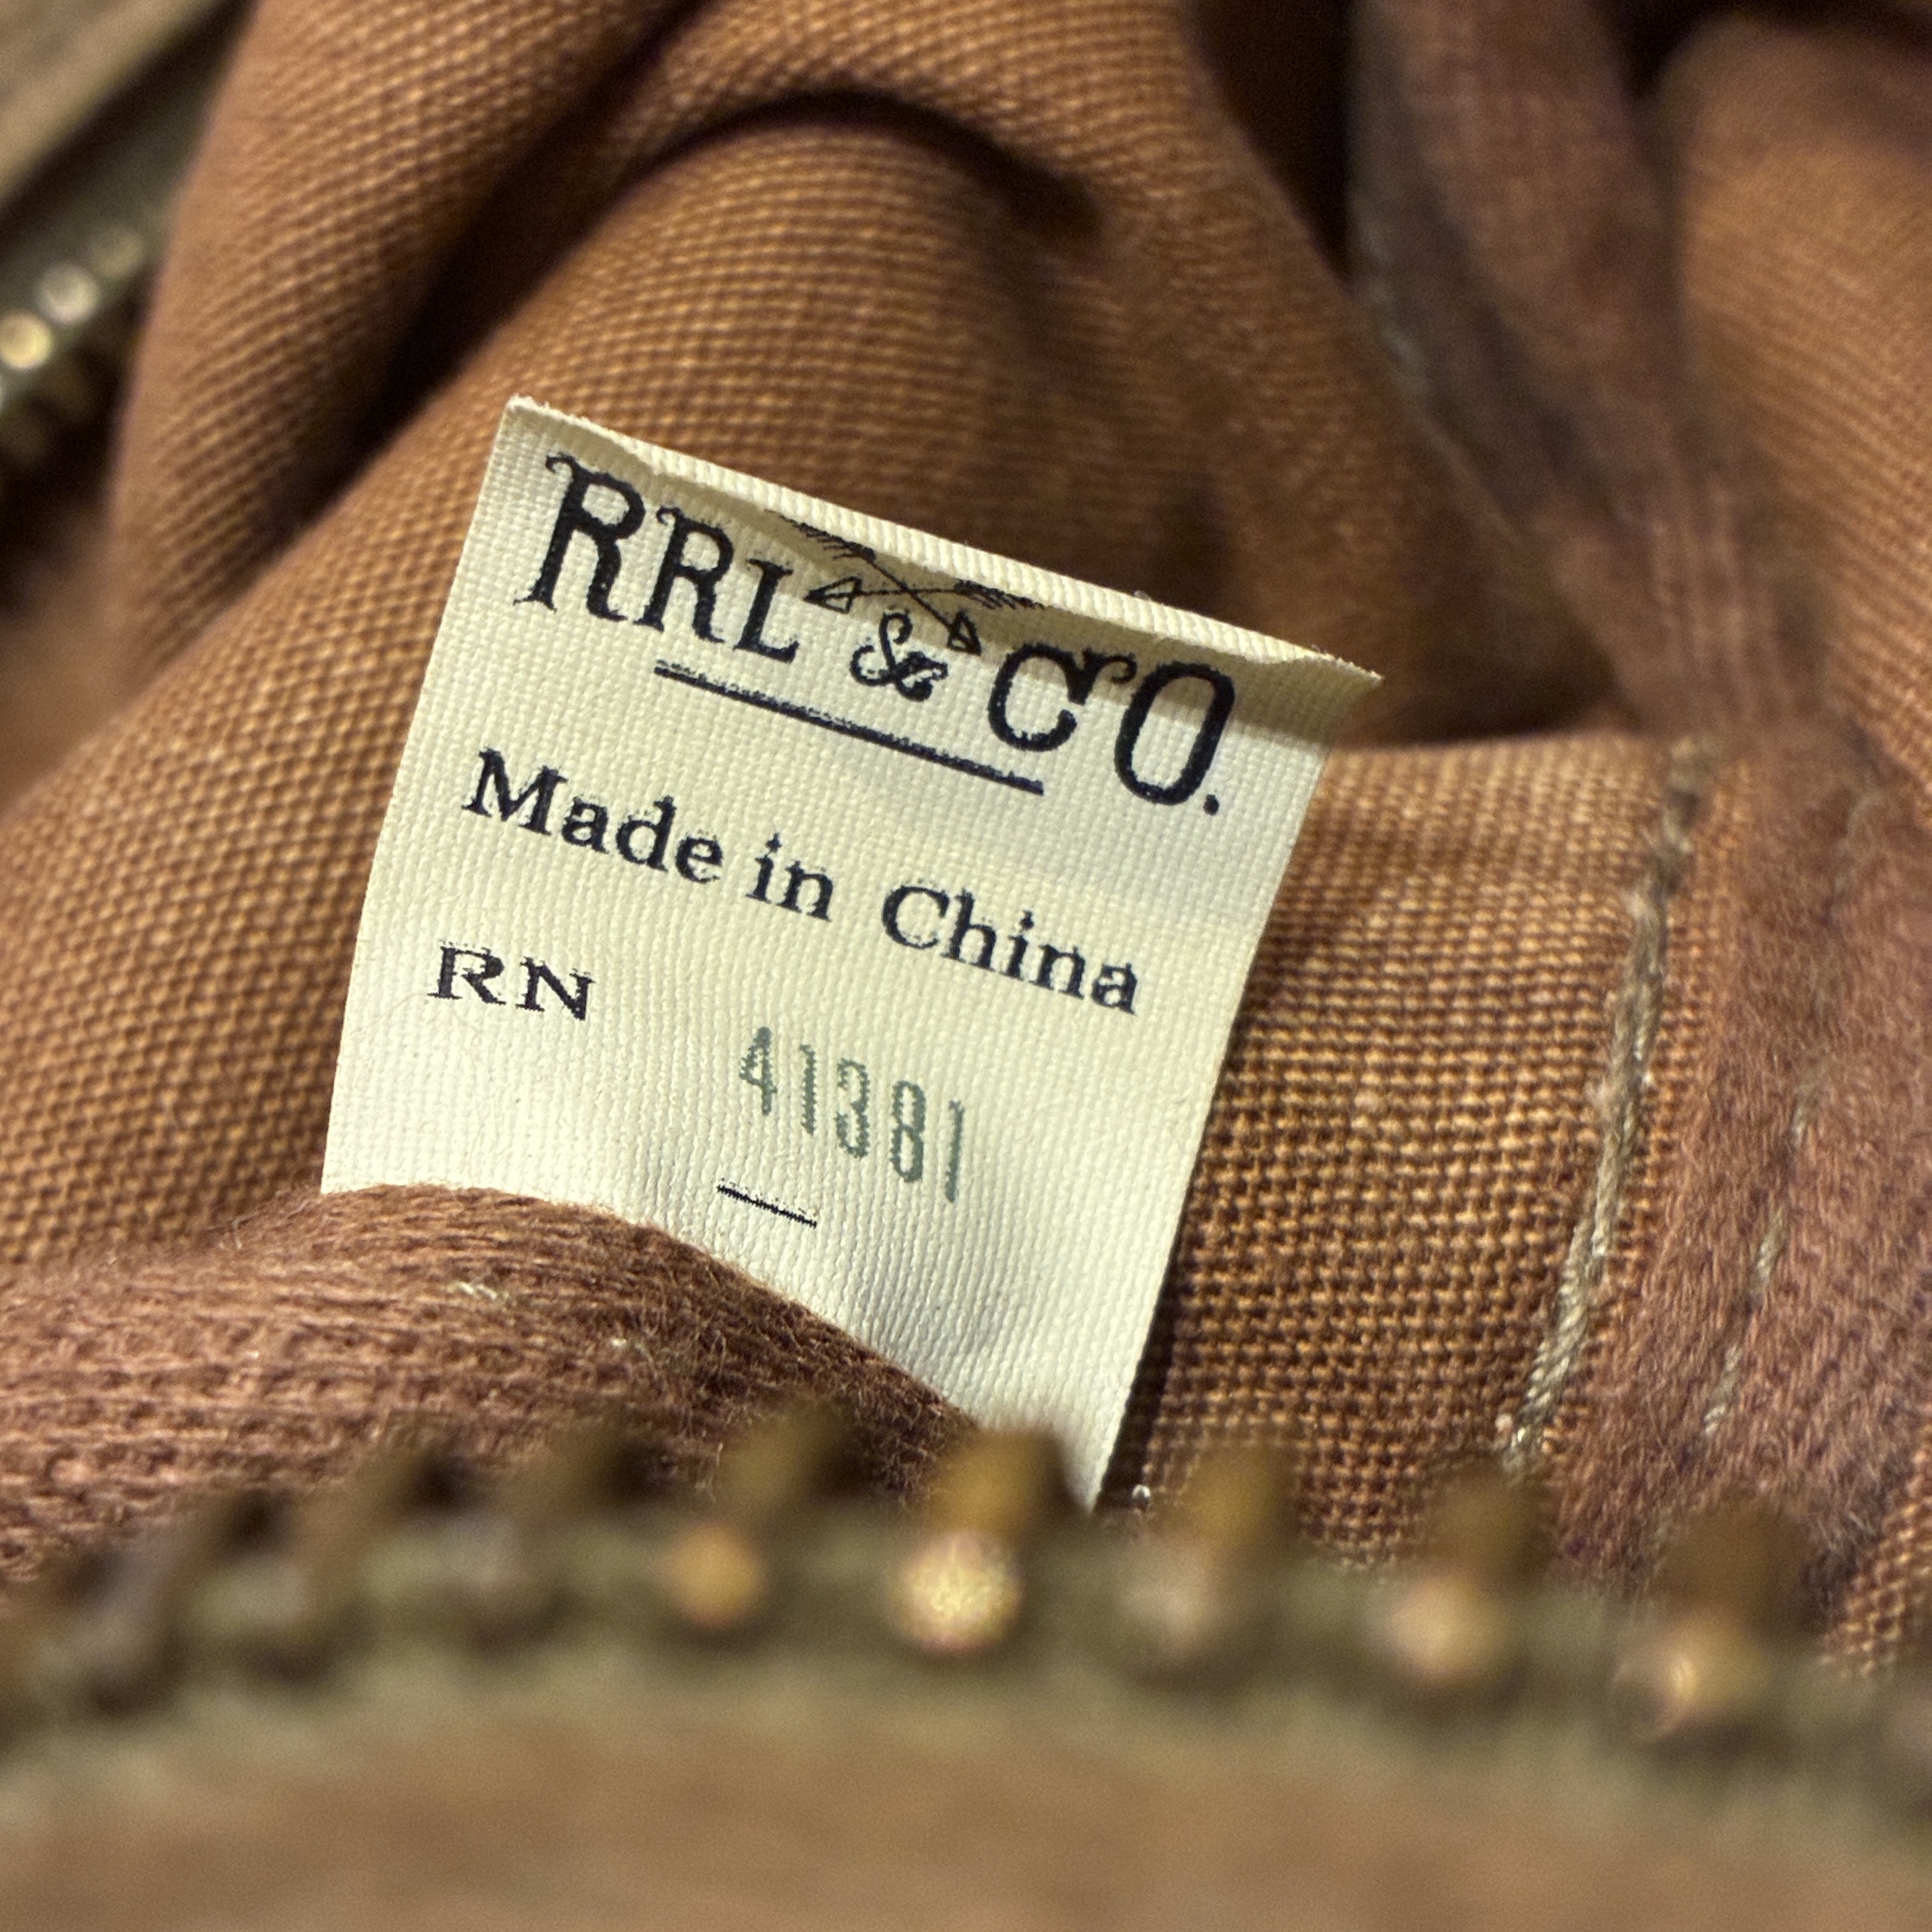 RRL & CO.
Made in China
RN
41381